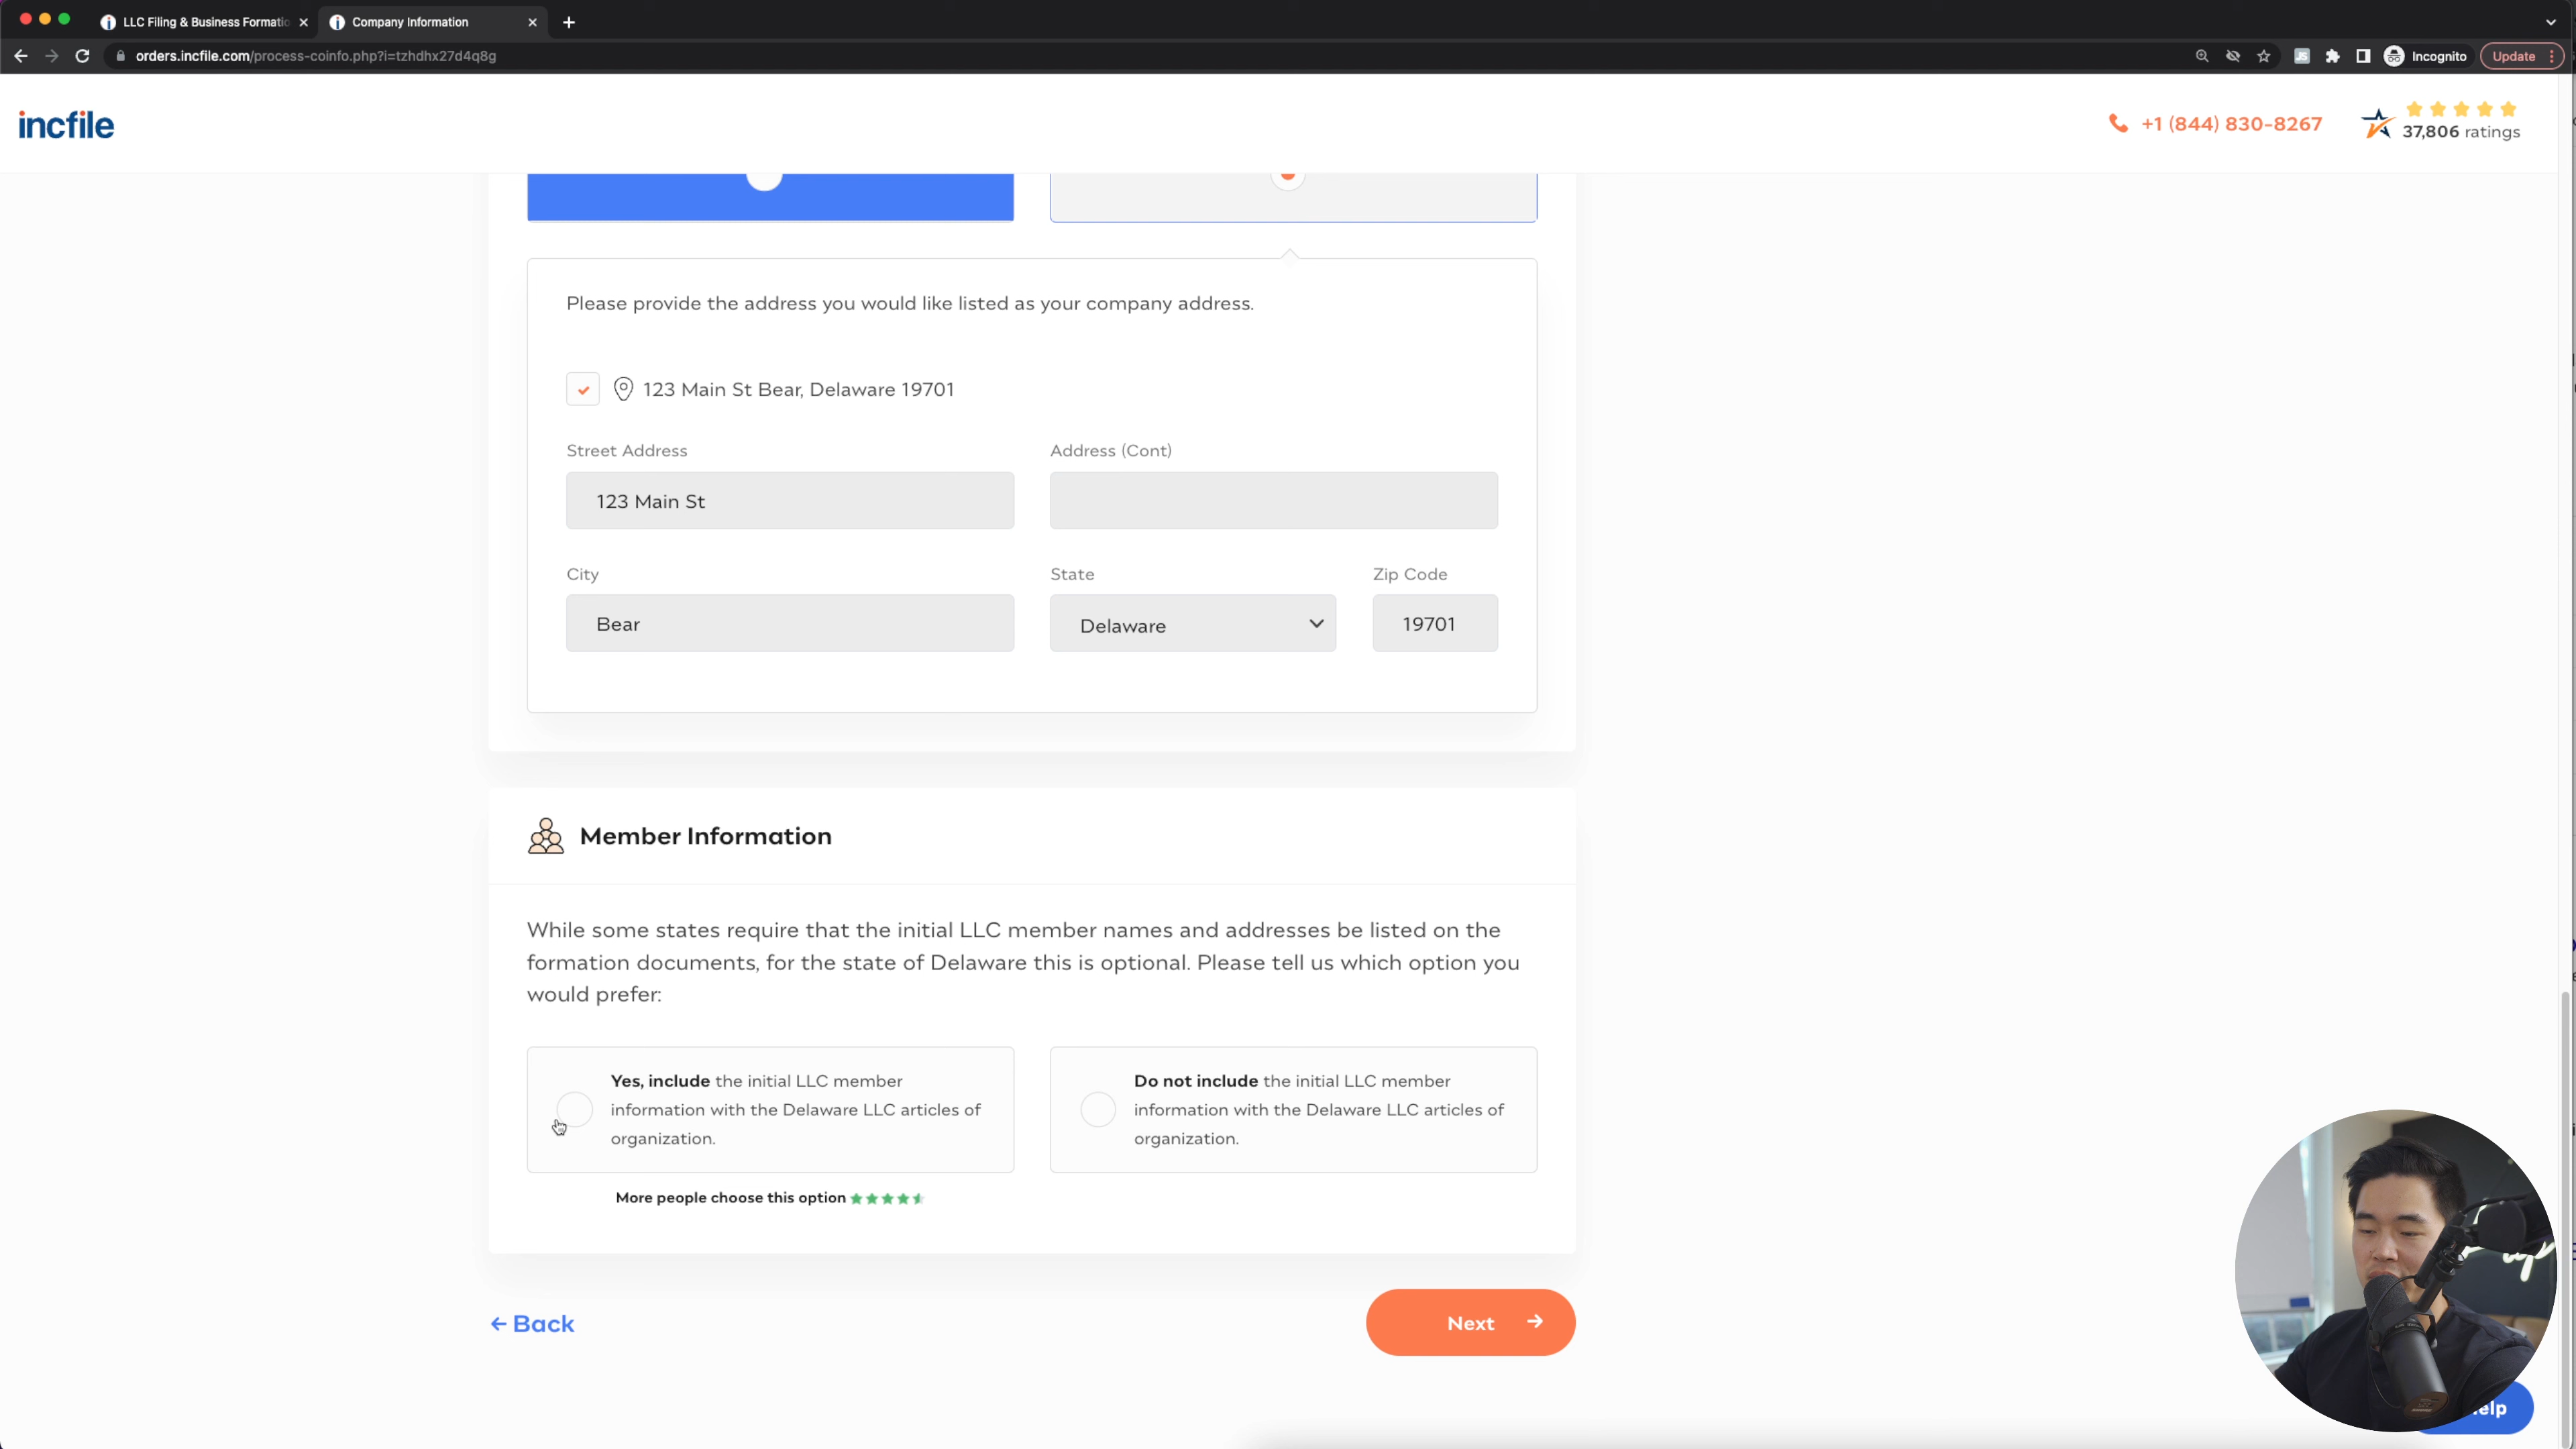 LLC Filing & Business Formatio
Company Information
orders.incfile.com/process-coinfo.php?i=tzhdhx27d4q8g
Incognito
Update
incfile
+1 (844) 830-8267
37,806 ratings
Please provide the address you would like listed as your company address.
123 Main St Bear, Delaware 19701
Street Address
Address (Cont)
123 Main St
City
State
Zip Code
Bear
Delaware
19701
Member Information
While some states require that the initial LLC member names and addresses be listed on the
formation documents, for the state of Delaware this is optional. Please tell us which option you
would prefer:
Yes, include the initial LLC member
information with the Delaware LLC articles of
organization.
Do not include the initial LLC member
information with the Delaware LLC articles of
organization.
More people choose this option
← Back
Next →
elp